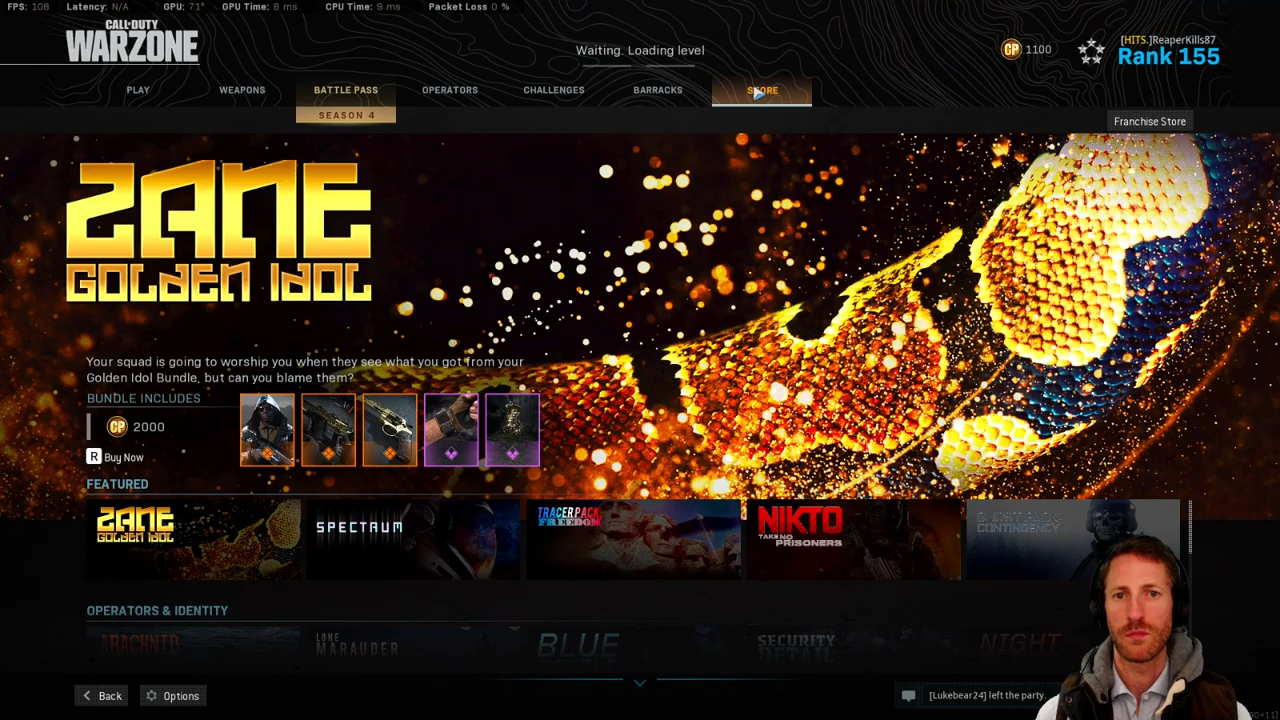 FPS: 108 Latency: N/A GPU: 71° GPU Time: 8 ms CPU Time: 9 ms Packet Loss 0 %
CALL OF DUTY
WARZONE
Waiting. Loading level
CP 1100
[HITS.]ReaperKills87
Rank 155
PLAY WEAPONS BATTLE PASS OPERATORS CHALLENGES BARRACKS STORE
SEASON 4
Franchise Store
ZANE
GOLDEN IDOL
Your squad is going to worship you when they see what you got from your
Golden Idol Bundle, but can you blame them?
BUNDLE INCLUDES
CP 2000
R Buy Now
FEATURED
ZANE
GOLDEN IDOL
SPECTRUM
TRACER PACK
FREEDOM
NIKTO
TAKE NO
PRISONERS
CONTINGENCY
OPERATORS & IDENTITY
ARACHNID
LONE
MARAUDER
BLUE
SECURITY
DETAIL
NIGHT
Back
Options
[Lukebear24] left the party.